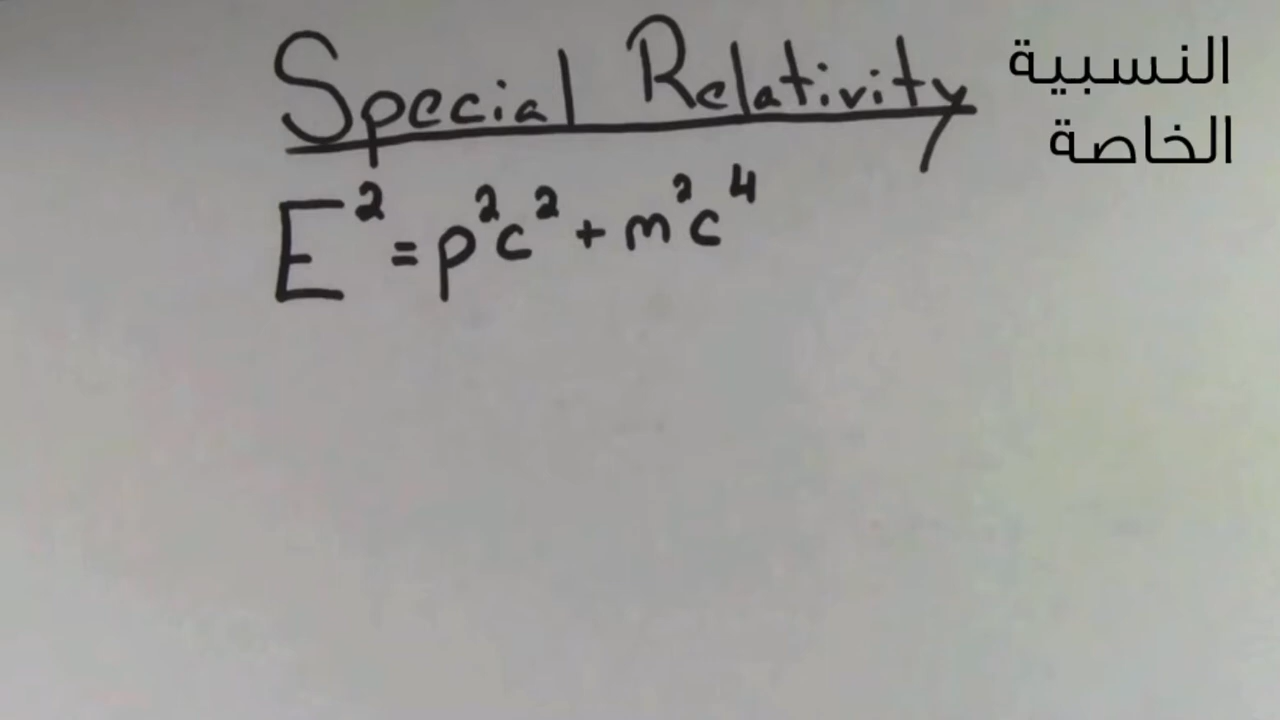 Special Relativity
النسبية
الخاصة
E² = p²c² + m²c⁴